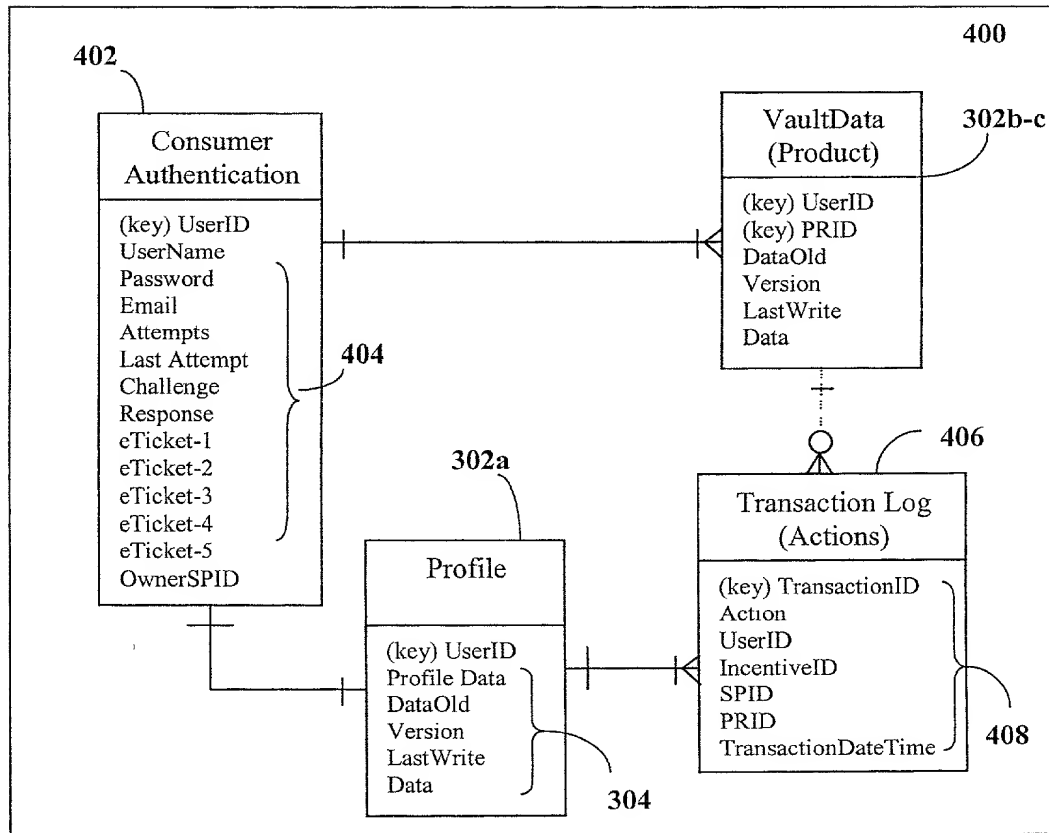 400
402
Consumer
Authentication
(key) UserID
UserName
Password
Email
Attempts
Last Attempt
Challenge
Response
eTicket-1
eTicket-2
eTicket-3
eTicket-4
eTicket-5
OwnerSPID
404
VaultData
(Product)
302b-c
(key) UserID
(key) PRID
DataOld
Version
LastWrite
Data
302a
Profile
(key) UserID
Profile Data
DataOld
Version
LastWrite
Data
304
406
Transaction Log
(Actions)
(key) TransactionID
Action
UserID
IncentiveID
SPID
PRID
TransactionDateTime
408